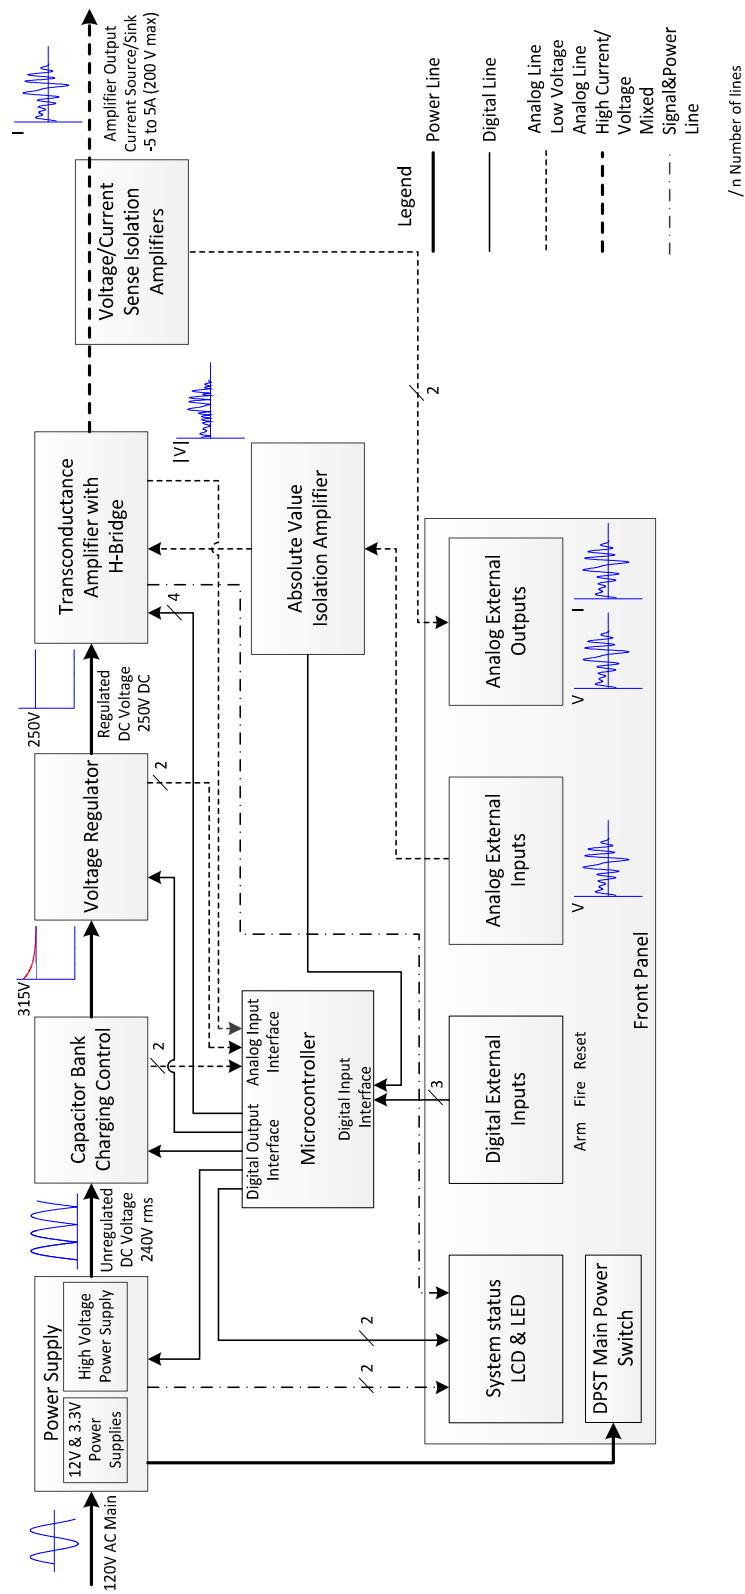 120V AC Main
Power Supply
12V & 3.3V
Power
Supplies
High Voltage
Power Supply
Unregulated
DC Voltage
240V rms
Capacitor Bank
Charging Control
315V
Voltage Regulator
250V
Regulated
DC Voltage
250V DC
Transconductance
Amplifier with
H-Bridge
Voltage/Current
Sense Isolation
Amplifiers
I
Amplifier Output
Current Source/Sink
-5 to 5A (200 V max)
2
2
4
|V|
Digital Output
Interface
Analog Input
Interface
Microcontroller
Digital Input
Interface
Absolute Value
Isolation Amplifier
2
2
2
3
System status
LCD & LED
Digital External
Inputs
Arm Fire Reset
Analog External
Inputs
V
Analog External
Outputs
V
I
DPST Main Power
Switch
Front Panel
Legend
Power Line
Digital Line
Analog Line
Low Voltage
Analog Line
High Current/
Voltage
Mixed
Signal&Power
Line
/n Number of lines